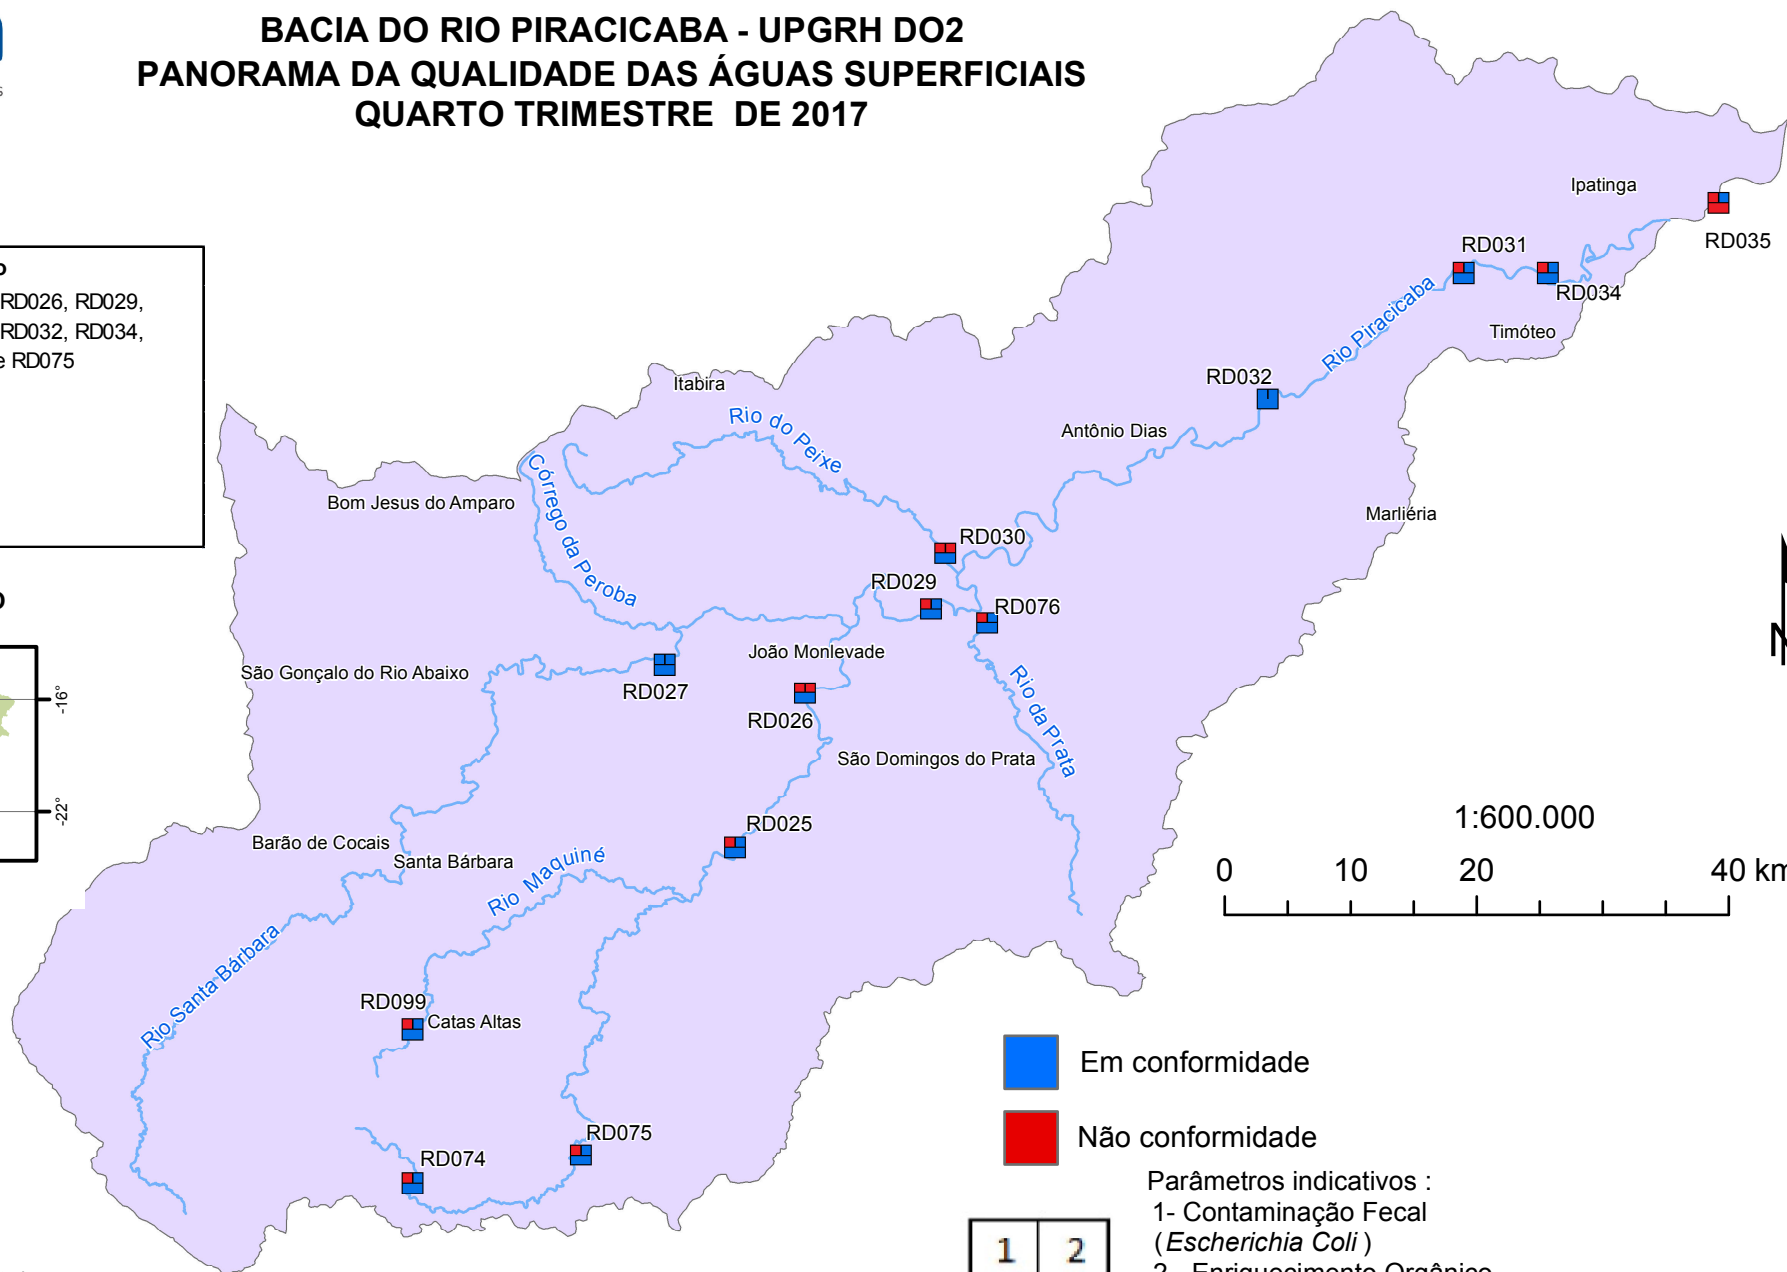 BACIA DO RIO PIRACICABA - UPGRH DO2
PANORAMA DA QUALIDADE DAS ÁGUAS SUPERFICIAIS
QUARTO TRIMESTRE DE 2017
RD026, RD029,
RD032, RD034,
e RD075
-16°
-22°
Ipatinga
RD035
RD031
RD034
Timóteo
Rio Piracicaba
RD032
Antônio Dias
Marliéria
Itabira
Rio do Peixe
Córrego da Peroba
Bom Jesus do Amparo
RD030
RD029
RD076
João Monlevade
São Gonçalo do Rio Abaixo
RD027
RD026
Rio da Prata
São Domingos do Prata
RD025
Barão de Cocais
Santa Bárbara
Rio Maquiné
Rio Santa Bárbara
RD099
Catas Altas
RD075
RD074
1:600.000
0 10 20 40 km
Em conformidade
Não conformidade
Parâmetros indicativos :
1- Contaminação Fecal
(Escherichia Coli )
2 - Enriquecimento Orgânico
1 2